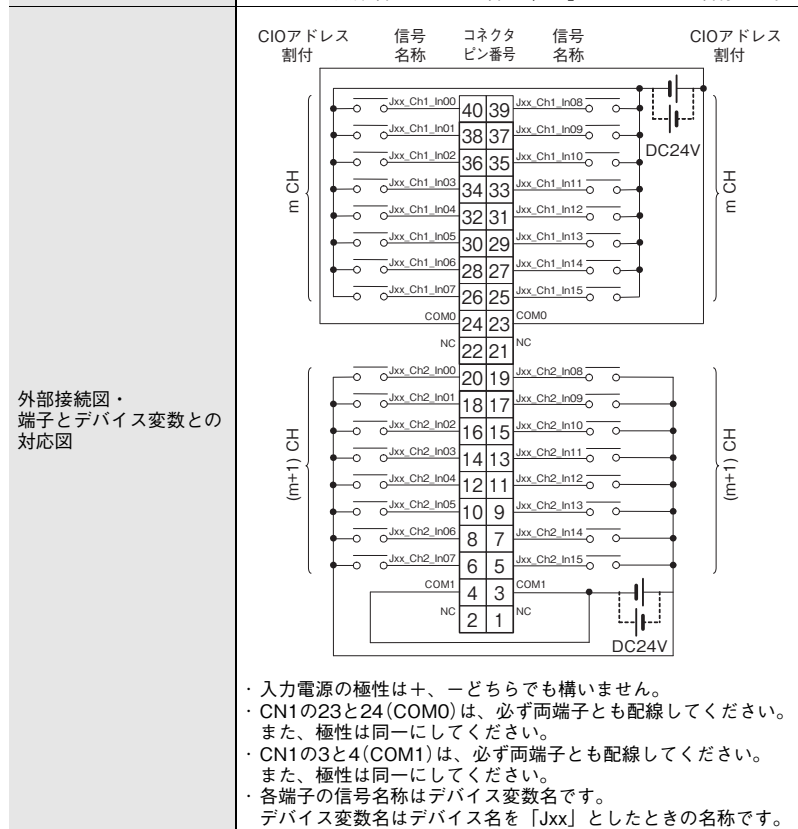 CIOアドレス 信号 コネクタ 信号 CIOアドレス
割付 名称 ピン番号 名称 割付
Jxx_Ch1_In00 40 39 Jxx_Ch1_In08
Jxx_Ch1_In01 38 37 Jxx_Ch1_In09
DC24V
Jxx_Ch1_In02 36 35 Jxx_Ch1_In10
Jxx_Ch1_In03 34 33 Jxx_Ch1_In11
m CH m CH
Jxx_Ch1_In04 32 31 Jxx_Ch1_In12
Jxx_Ch1_In05 30 29 Jxx_Ch1_In13
Jxx_Ch1_In06 28 27 Jxx_Ch1_In14
Jxx_Ch1_In07 26 25 Jxx_Ch1_In15
COM0 24 23 COM0
NC 22 21 NC
Jxx_Ch2_In00 20 19 Jxx_Ch2_In08
Jxx_Ch2_In01 18 17 Jxx_Ch2_In09
Jxx_Ch2_In02 16 15 Jxx_Ch2_In10
Jxx_Ch2_In03 14 13 Jxx_Ch2_In11
(m+1) CH (m+1) CH
Jxx_Ch2_In04 12 11 Jxx_Ch2_In12
Jxx_Ch2_In05 10 9 Jxx_Ch2_In13
Jxx_Ch2_In06 8 7 Jxx_Ch2_In14
Jxx_Ch2_In07 6 5 Jxx_Ch2_In15
COM1 4 3 COM1
NC 2 1 NC
DC24V
外部接続図・
端子とデバイス変数との
対応図
・入力電源の極性は＋、－どちらでも構いません。
・CN1の23と24(COM0)は、必ず両端子とも配線してください。
また、極性は同一にしてください。
・CN1の3と4(COM1)は、必ず両端子とも配線してください。
また、極性は同一にしてください。
・各端子の信号名称はデバイス変数名です。
デバイス変数名はデバイス名を「Jxx」としたときの名称です。